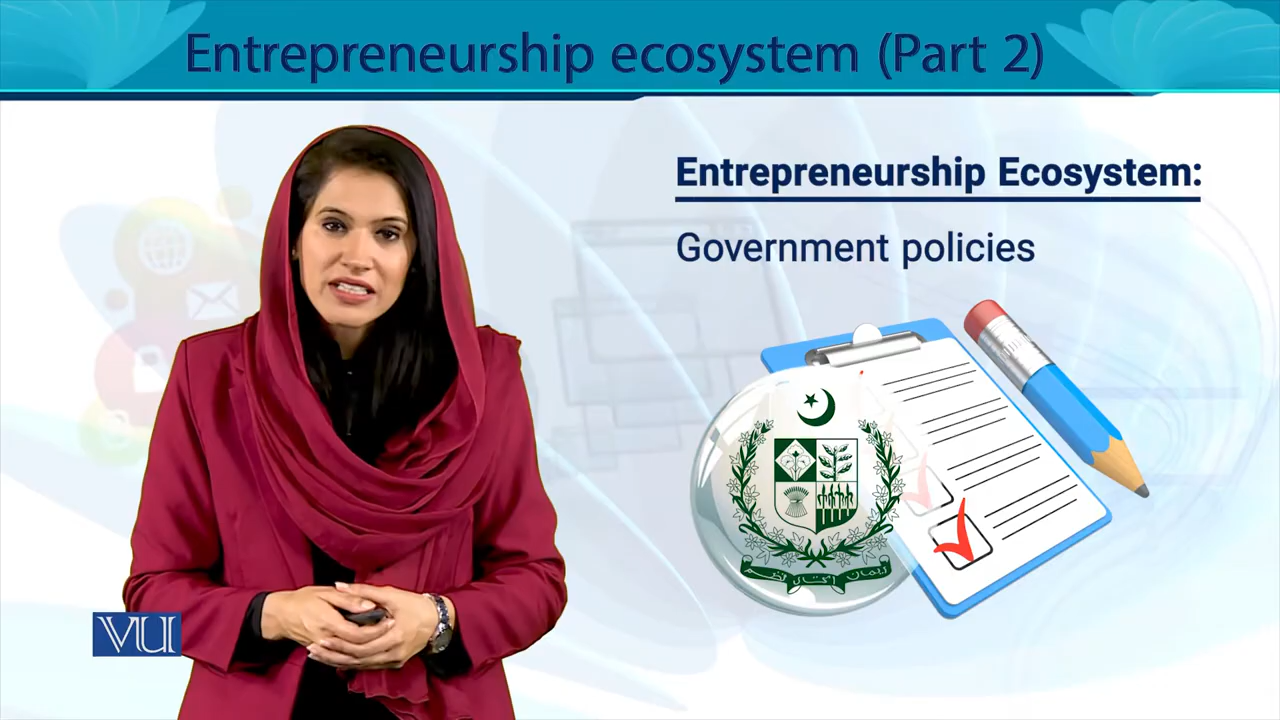 Entrepreneurship ecosystem (Part 2)
Entrepreneurship Ecosystem:
Government policies
VU